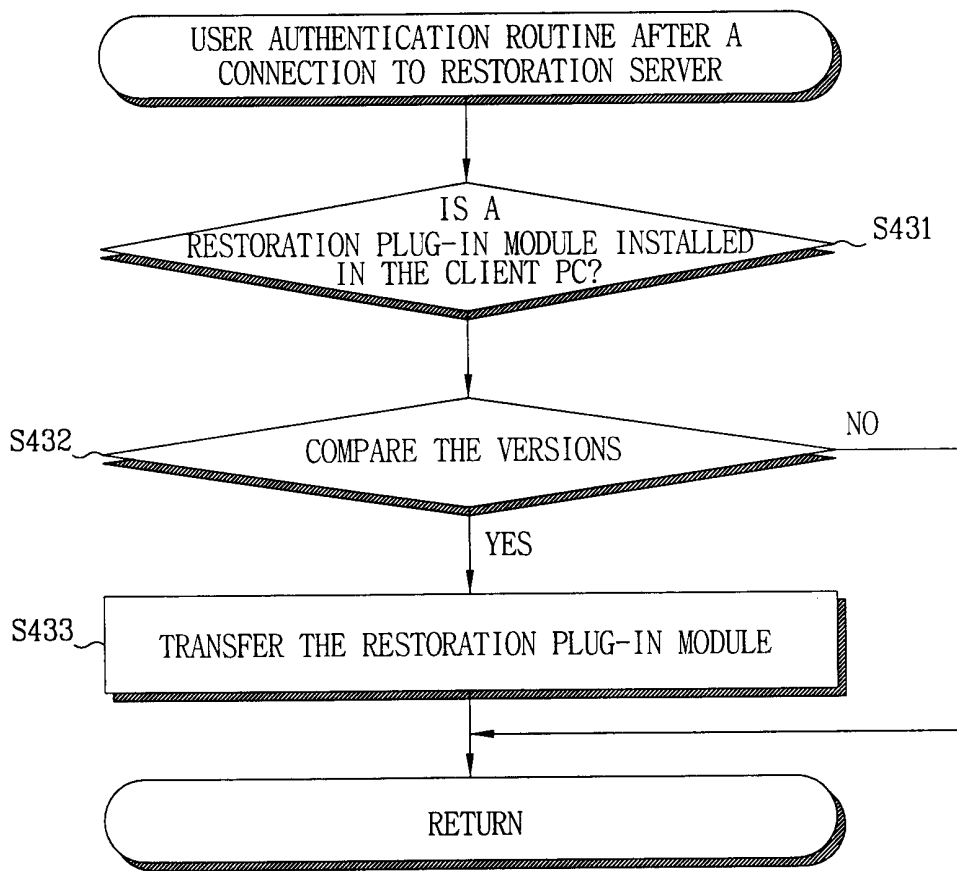 USER AUTHENTICATION ROUTINE AFTER A
CONNECTION TO RESTORATION SERVER
IS A
RESTORATION PLUG-IN MODULE INSTALLED
IN THE CLIENT PC?
S431
S432
COMPARE THE VERSIONS
NO
YES
S433
TRANSFER THE RESTORATION PLUG-IN MODULE
RETURN